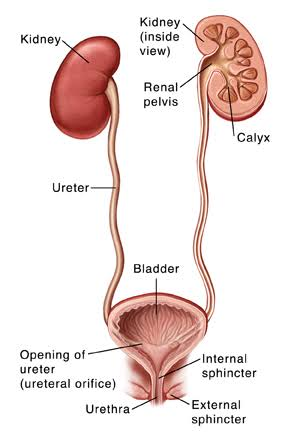 Kidney
Kidney
(inside
view)
Renal
pelvis
Calyx
Ureter
Bladder
Opening of
ureter
(ureteral orifice)
Internal
sphincter
Urethra
External
sphincter